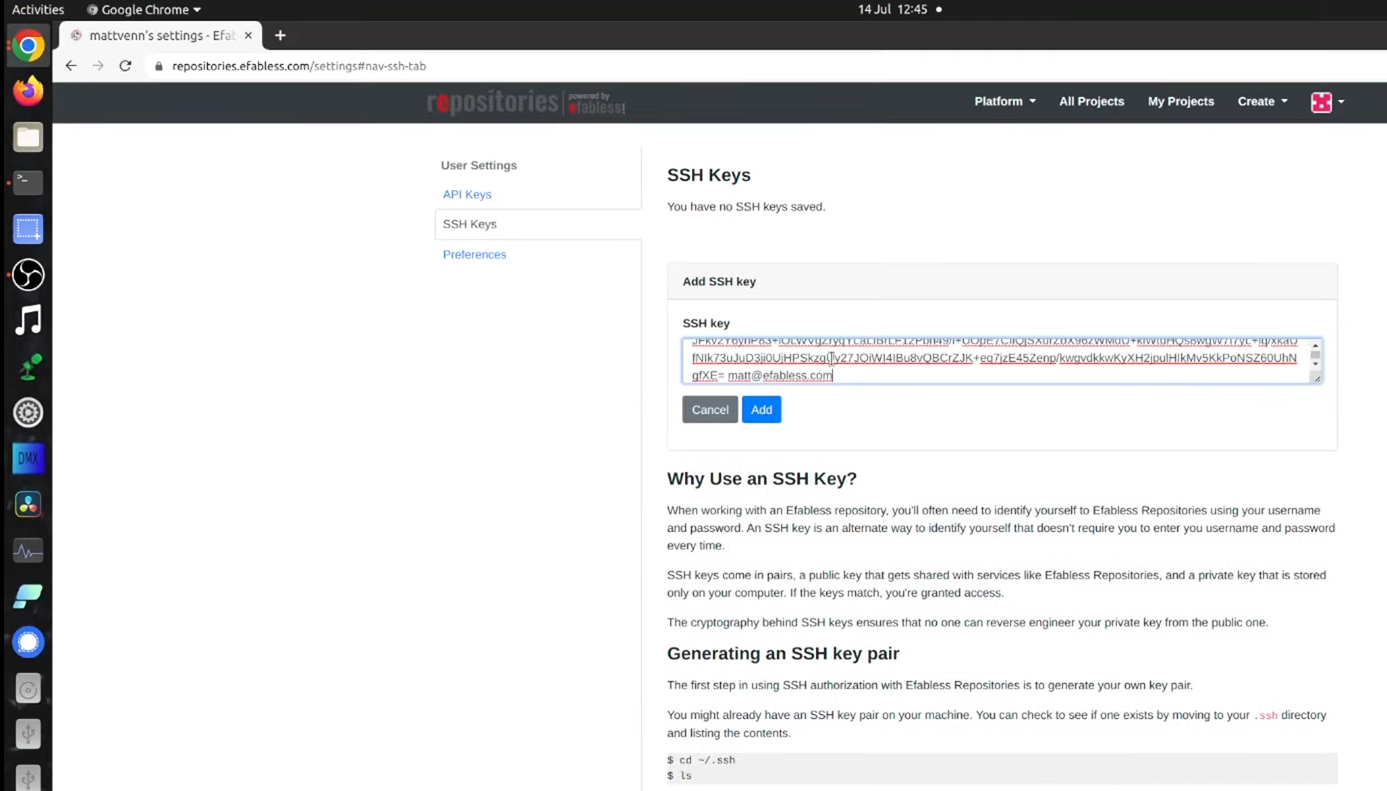 Activities
Google Chrome
14 Jul 12:45
mattvenn's settings - Efab
repositories.efabless.com/settings#nav-ssh-tab
repositories
powered by
efabless!
Platform
All Projects
My Projects
Create
User Settings
API Keys
SSH Keys
Preferences
SSH Keys
You have no SSH keys saved.
Add SSH key
SSH key
gfXE= matt@efabless.com
Cancel
Add
Why Use an SSH Key?
When working with an Efabless repository, you'll often need to identify yourself to Efabless Repositories using your username
and password. An SSH key is an alternate way to identify yourself that doesn't require you to enter you username and password
every time.
SSH keys come in pairs, a public key that gets shared with services like Efabless Repositories, and a private key that is stored
only on your computer. If the keys match, you're granted access.
The cryptography behind SSH keys ensures that no one can reverse engineer your private key from the public one.
Generating an SSH key pair
The first step in using SSH authorization with Efabless Repositories is to generate your own key pair.
You might already have an SSH key pair on your machine. You can check to see if one exists by moving to your .ssh directory
and listing the contents.
$ cd ~/.ssh
$ ls
DMX